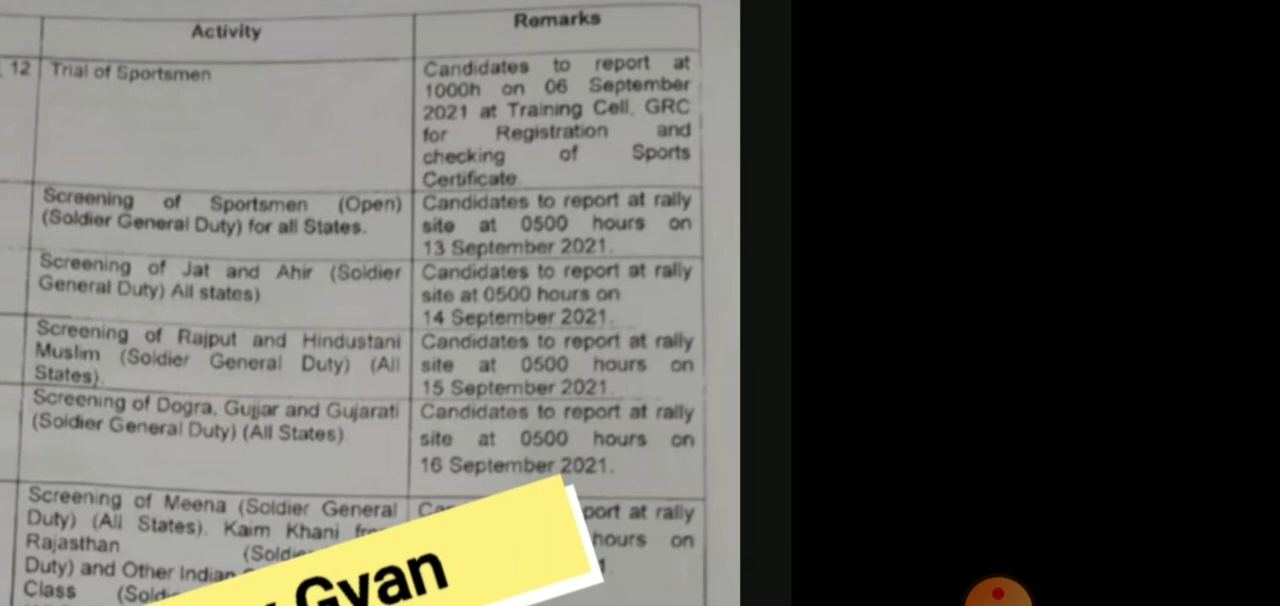 Activity
Remarks
12
Trial of Sportsmen
Candidates to report at
1000h on 06 September
2021 at Training Cell, GRC
for Registration and
checking of Sports
Certificate.
Screening of Sportsmen (Open)
(Soldier General Duty) for all States.
Candidates to report at rally
site at 0500 hours on
13 September 2021.
Screening of Jat and Ahir (Soldier
General Duty) All states)
Candidates to report at rally
site at 0500 hours on
14 September 2021.
Screening of Rajput and Hindustani
Muslim (Soldier General Duty) (All
States).
Candidates to report at rally
site at 0500 hours on
15 September 2021.
Screening of Dogra, Gujjar and Gujarati
(Soldier General Duty) (All States).
Candidates to report at rally
site at 0500 hours on
16 September 2021.
Screening of Meena (Soldier General
Duty) (All States), Kaim Khani
Rajasthan
Duty) and Other Indian
Class
at rally
hours on
Gyan